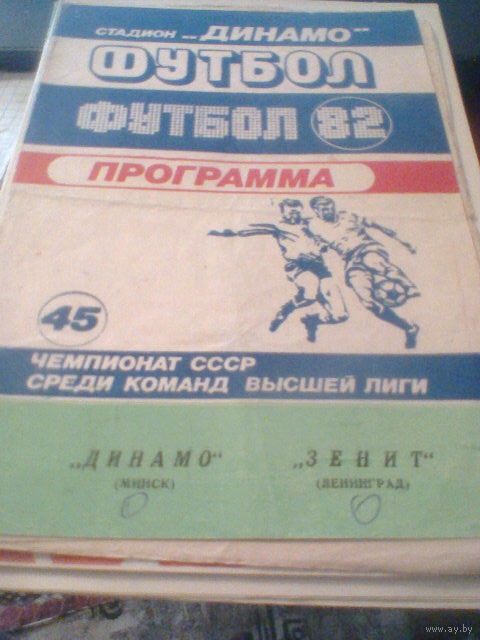 СТАДИОН „ДИНАМО"
ФУТБОЛ
ФУТБОЛ 82
ПРОГРАММА
45
ЧЕМПИОНАТ СССР
СРЕДИ КОМАНД ВЫСШЕЙ ЛИГИ
„ДИНАМО" „ЗЕНИТ"
(МИНСК) (ЛЕНИНГРАД)
0 0
www.ay.by